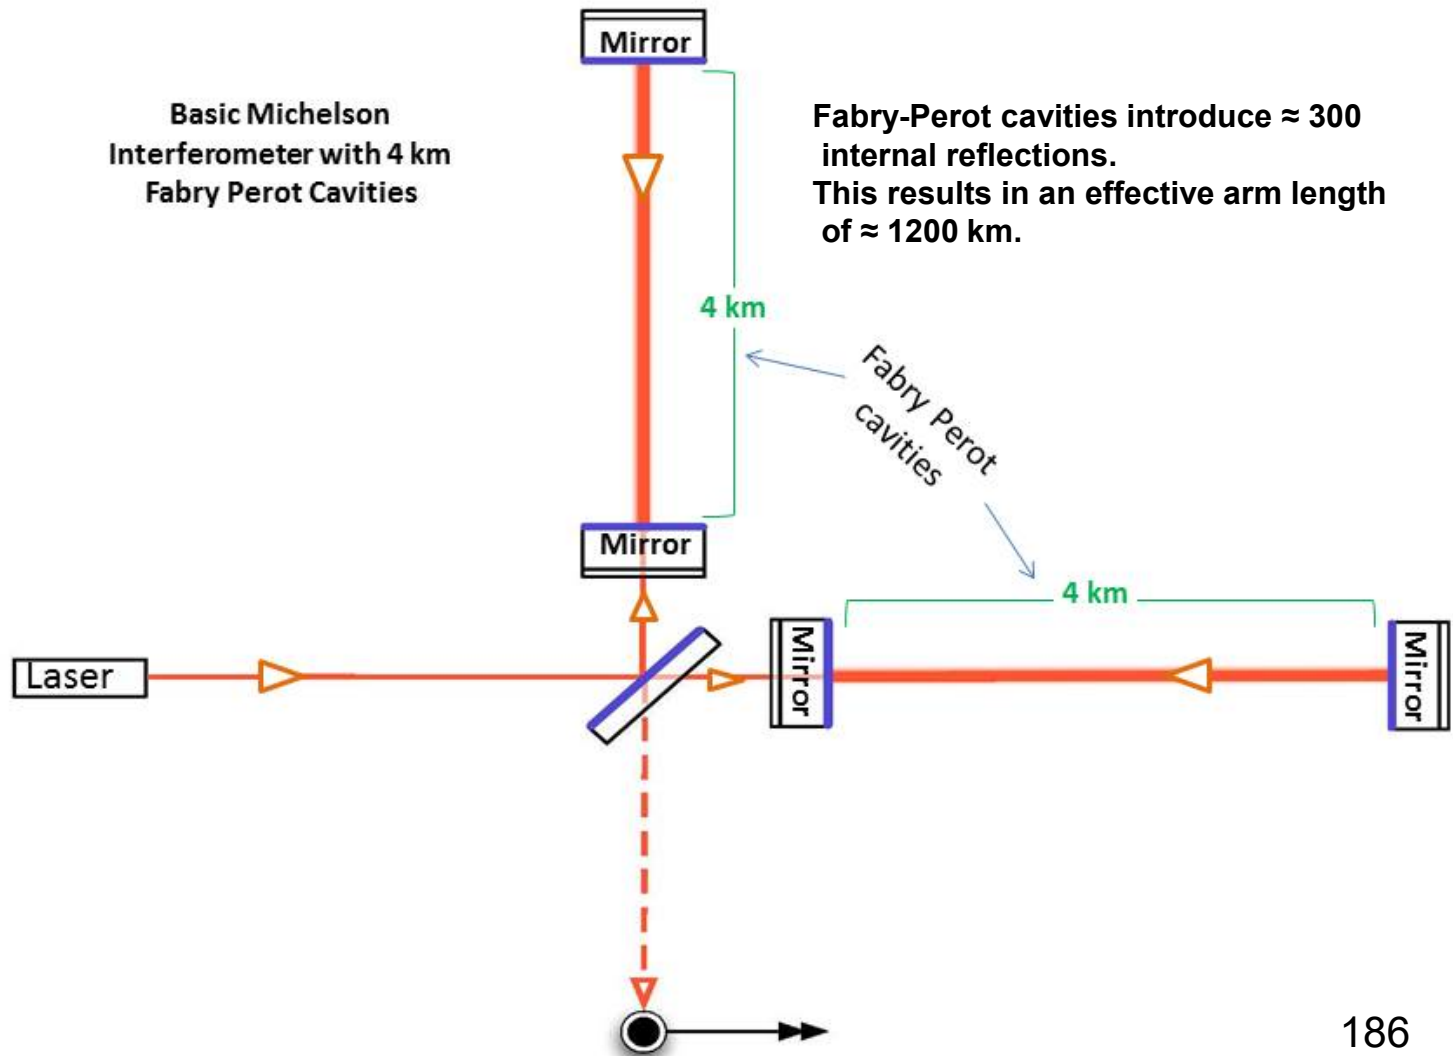 Mirror
Basic Michelson
Interferometer with 4 km
Fabry Perot Cavities
Fabry-Perot cavities introduce ≈ 300
internal reflections.
This results in an effective arm length
of ≈ 1200 km.
4 km
Fabry Perot
cavities
Mirror
4 km
Laser
Mirror
Mirror
186